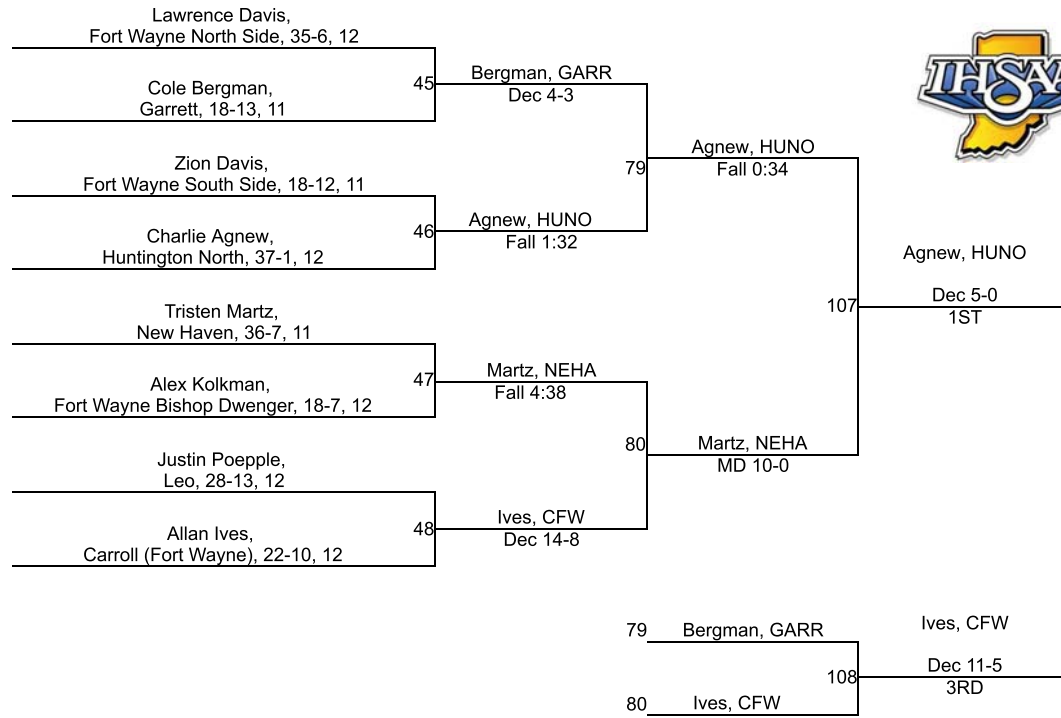 Lawrence Davis,
Fort Wayne North Side, 35-6, 12
45
Cole Bergman,
Garrett, 18-13, 11
Bergman, GARR
Dec 4-3
Zion Davis,
Fort Wayne South Side, 18-12, 11
46
Charlie Agnew,
Huntington North, 37-1, 12
Agnew, HUNO
Fall 1:32
79
Agnew, HUNO
Fall 0:34
Tristen Martz,
New Haven, 36-7, 11
47
Alex Kolkman,
Fort Wayne Bishop Dwenger, 18-7, 12
Martz, NEHA
Fall 4:38
Justin Poepple,
Leo, 28-13, 12
48
Allan Ives,
Carroll (Fort Wayne), 22-10, 12
Ives, CFW
Dec 14-8
80
Martz, NEHA
MD 10-0
107
Agnew, HUNO
Dec 5-0
1ST
IHSAA
79
Bergman, GARR
80
Ives, CFW
108
Ives, CFW
Dec 11-5
3RD